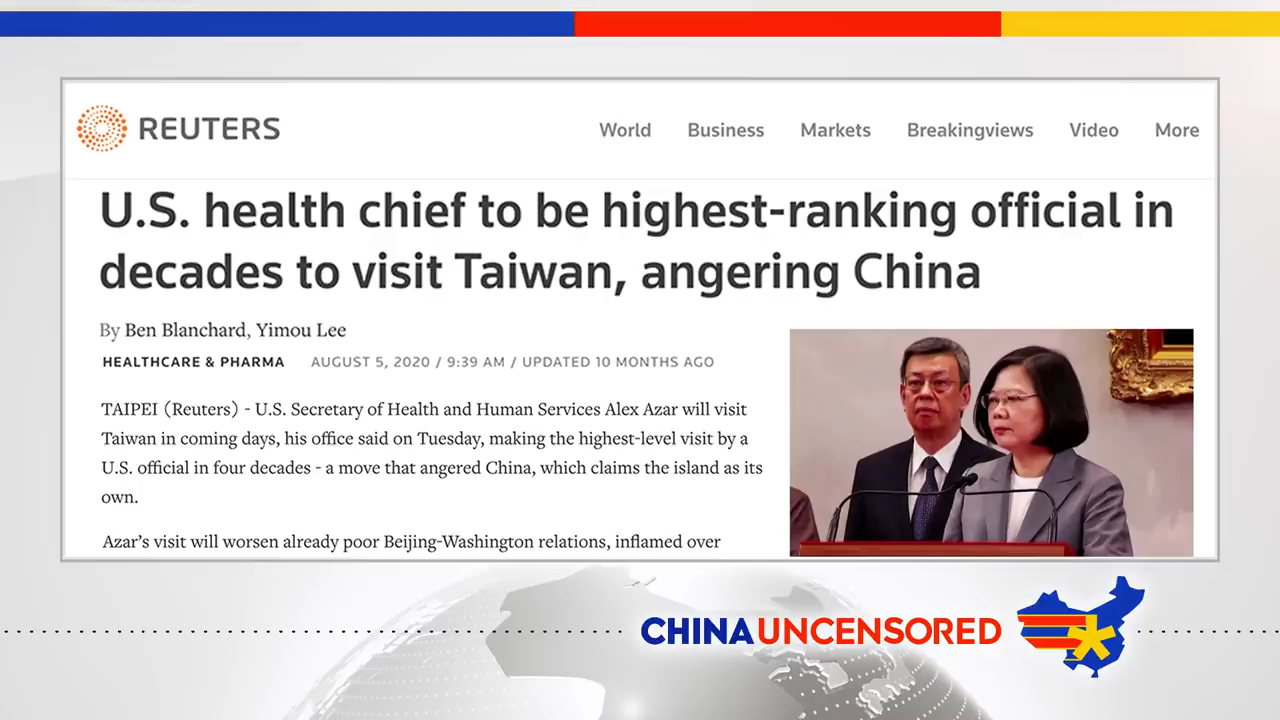 REUTERS
World Business Markets Breakingviews Video More
U.S. health chief to be highest-ranking official in
decades to visit Taiwan, angering China
By Ben Blanchard, Yimou Lee
HEALTHCARE & PHARMA AUGUST 5, 2020 / 9:39 AM / UPDATED 10 MONTHS AGO
TAIPEI (Reuters) - U.S. Secretary of Health and Human Services Alex Azar will visit
Taiwan in coming days, his office said on Tuesday, making the highest-level visit by a
U.S. official in four decades - a move that angered China, which claims the island as its
own.
Azar’s visit will worsen already poor Beijing-Washington relations, inflamed over
CHINA UNCENSORED